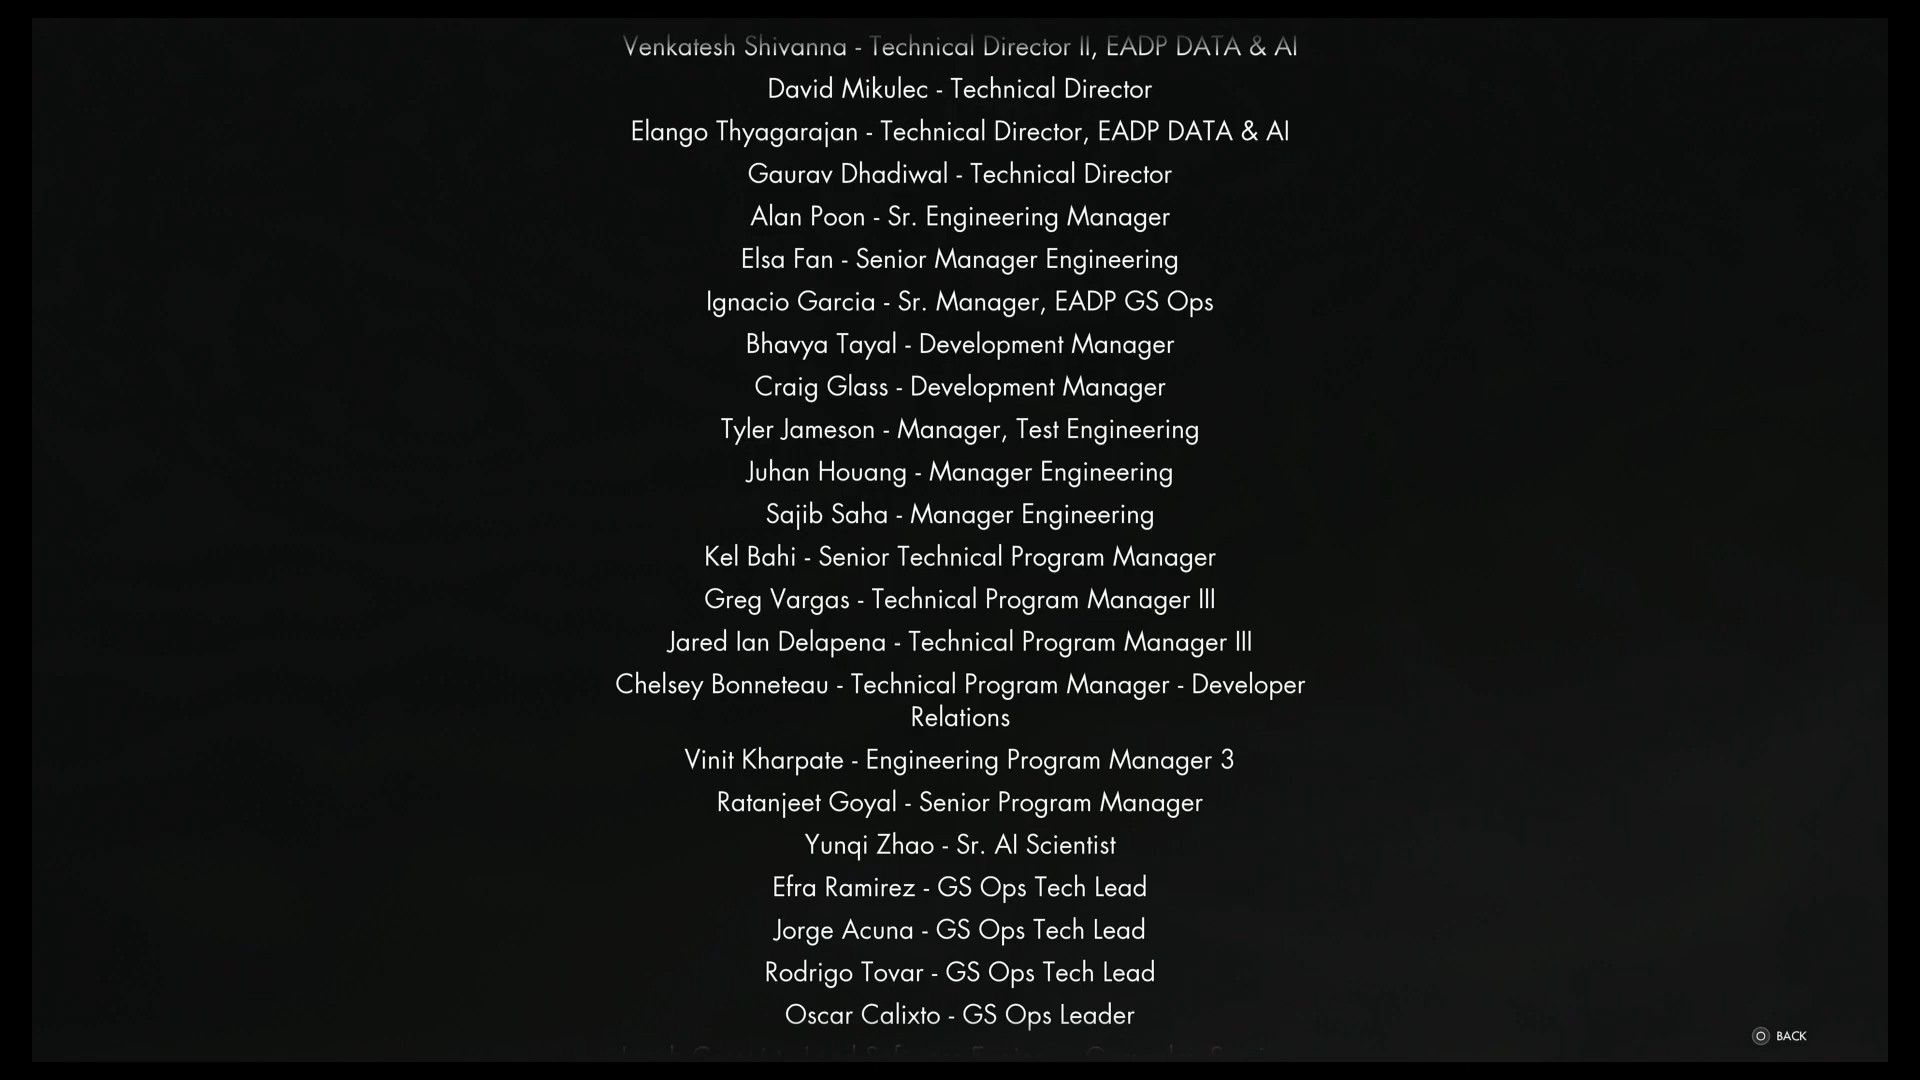 Venkatesh Shivanna - Technical Director II, EADP DATA & AI
David Mikulec - Technical Director
Elango Thyagarajan - Technical Director, EADP DATA & AI
Gaurav Dhadiwal - Technical Director
Alan Poon - Sr. Engineering Manager
Elsa Fan - Senior Manager Engineering
Ignacio Garcia - Sr. Manager, EADP GS Ops
Bhavya Tayal - Development Manager
Craig Glass - Development Manager
Tyler Jameson - Manager, Test Engineering
Juhan Houang - Manager Engineering
Sajib Saha - Manager Engineering
Kel Bahi - Senior Technical Program Manager
Greg Vargas - Technical Program Manager III
Jared Ian Delapena - Technical Program Manager III
Chelsey Bonneteau - Technical Program Manager - Developer
Relations
Vinit Kharpate - Engineering Program Manager 3
Ratanjeet Goyal - Senior Program Manager
Yunqi Zhao - Sr. AI Scientist
Efra Ramirez - GS Ops Tech Lead
Jorge Acuna - GS Ops Tech Lead
Rodrigo Tovar - GS Ops Tech Lead
Oscar Calixto - GS Ops Leader
BACK